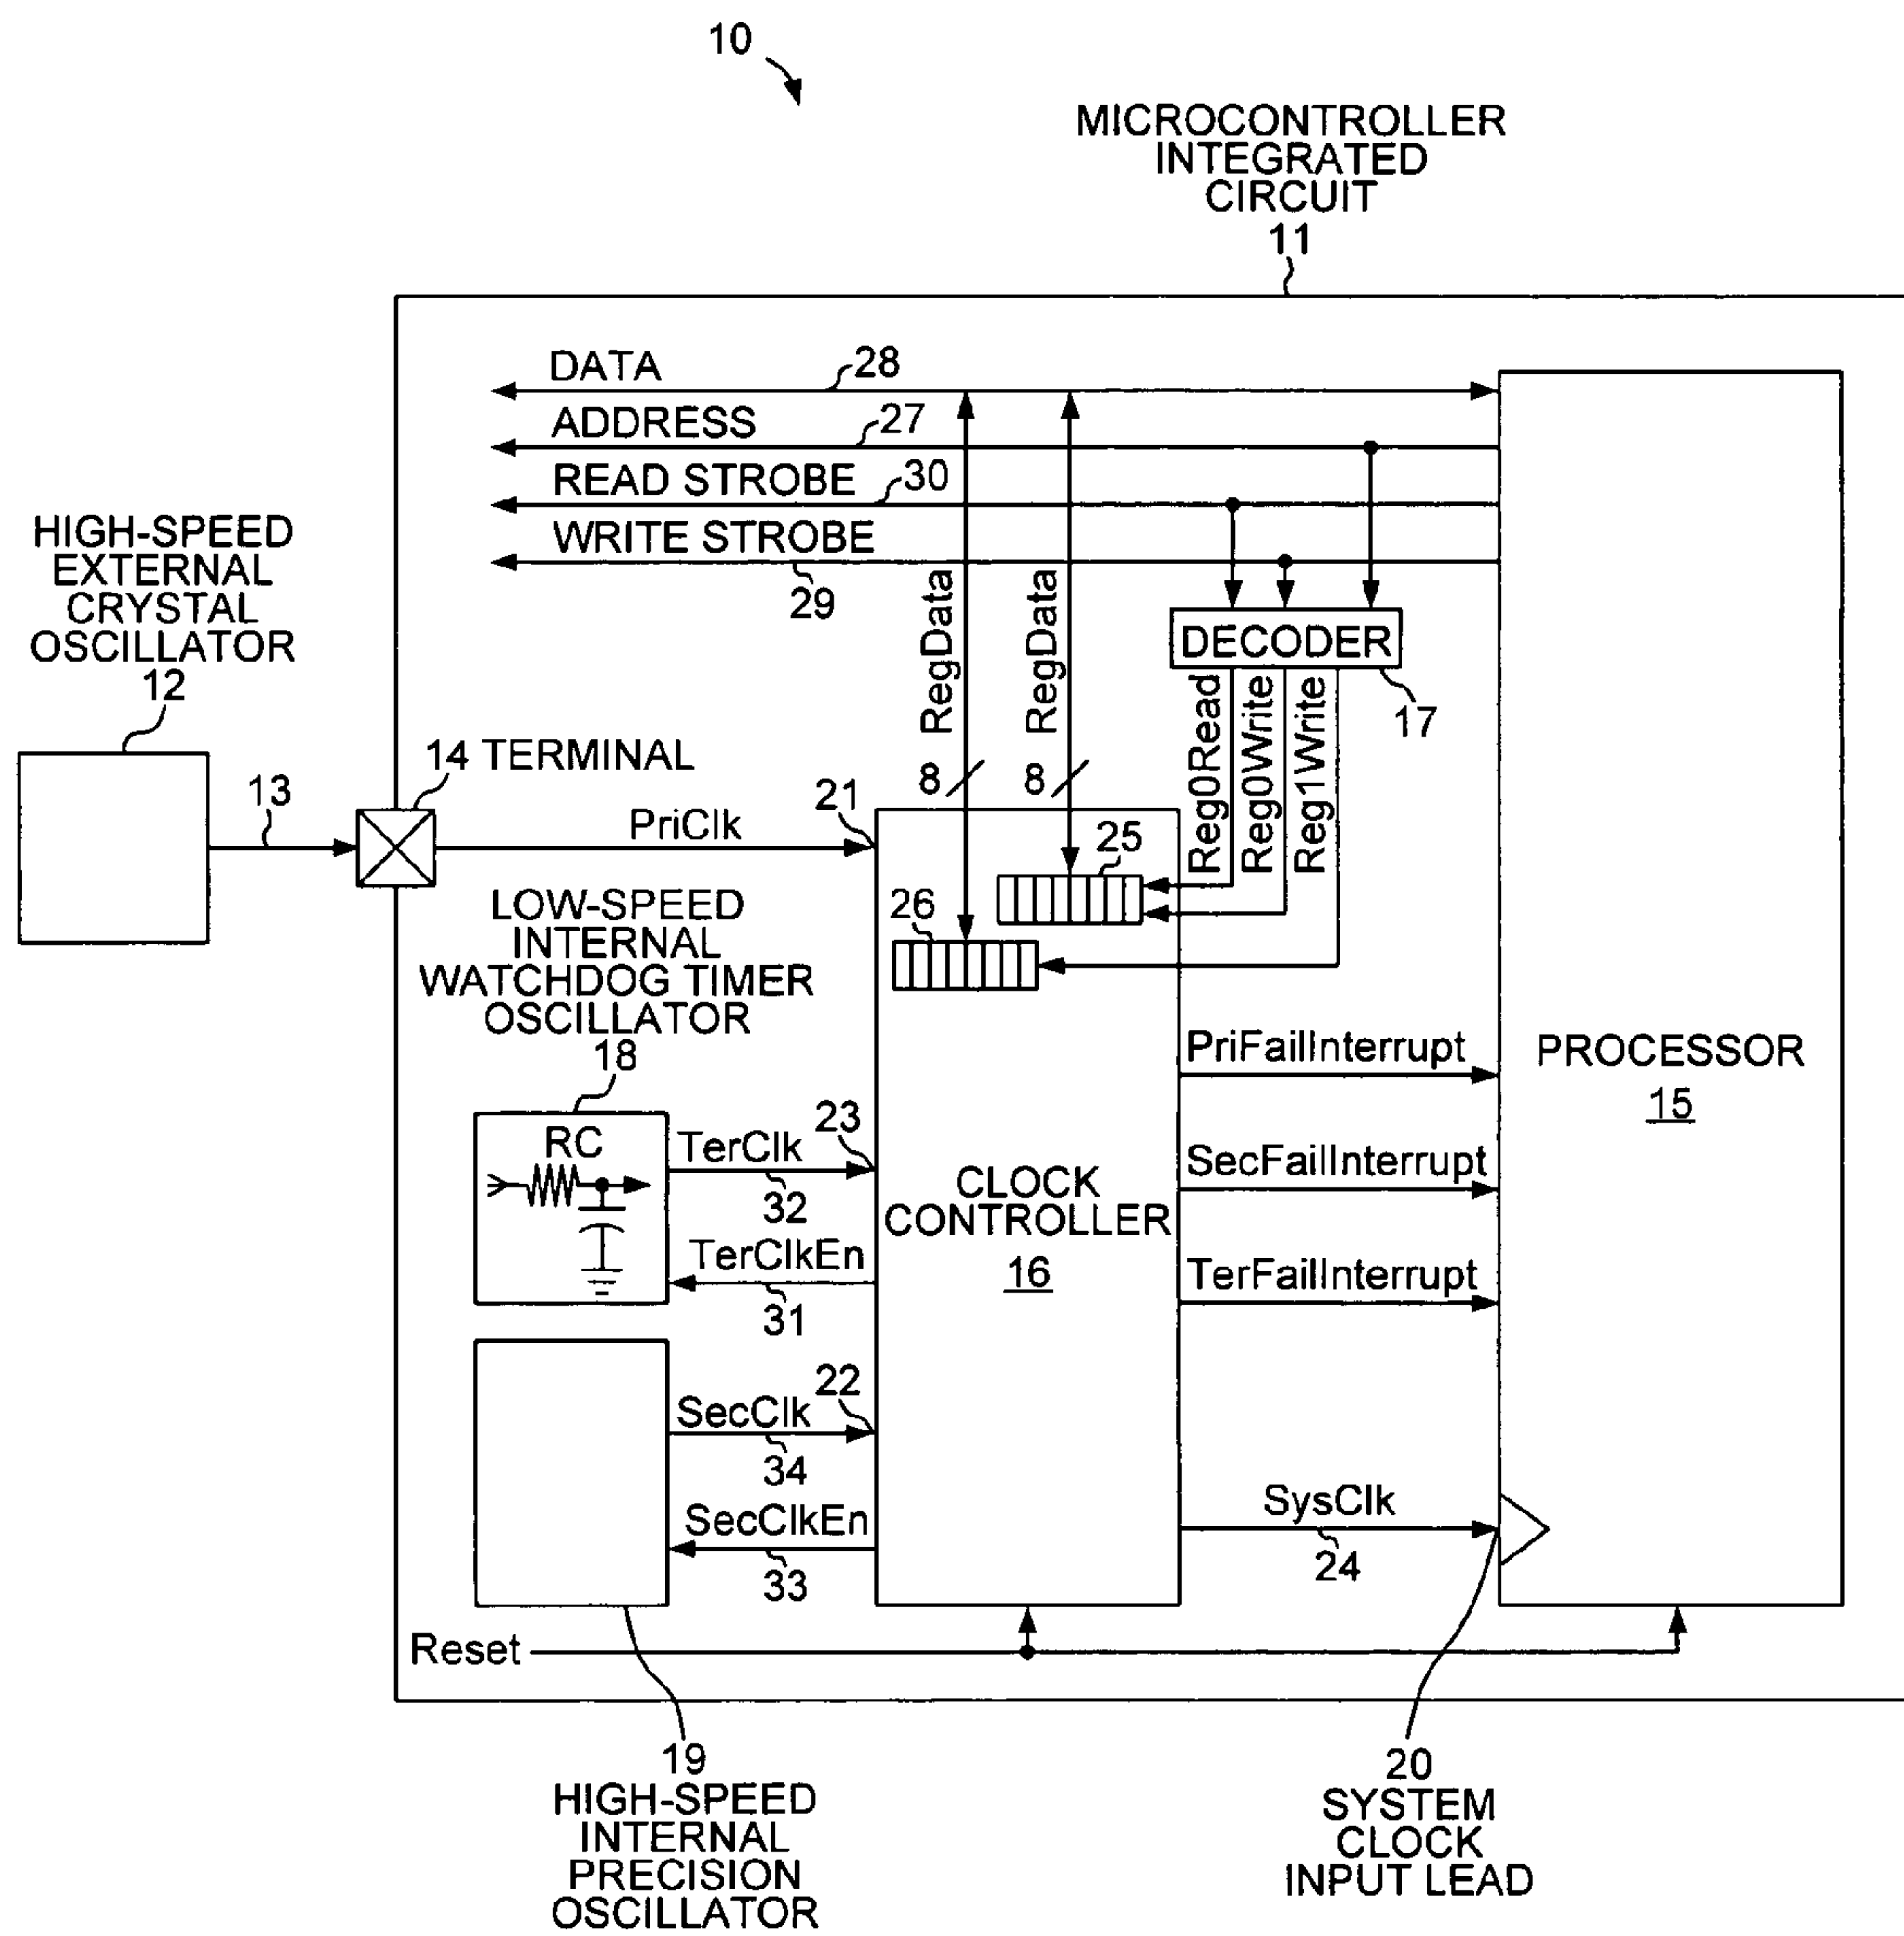 10
MICROCONTROLLER
INTEGRATED
CIRCUIT
11
DATA
28
ADDRESS
27
READ STROBE
30
WRITE STROBE
29
HIGH-SPEED
EXTERNAL
CRYSTAL
OSCILLATOR
12
13
14 TERMINAL
PriClk
21
RegData
8
RegData
8
DECODER
17
Reg0Read
Reg0Write
Reg1Write
25
26
LOW-SPEED
INTERNAL
WATCHDOG TIMER
OSCILLATOR
18
RC
TerClk
32
23
TerClkEn
31
CLOCK
CONTROLLER
16
PriFailInterrupt
SecFailInterrupt
TerFailInterrupt
PROCESSOR
15
SecClk
34
22
SecClkEn
33
SysClk
24
Reset
19
HIGH-SPEED
INTERNAL
PRECISION
OSCILLATOR
20
SYSTEM
CLOCK
INPUT LEAD